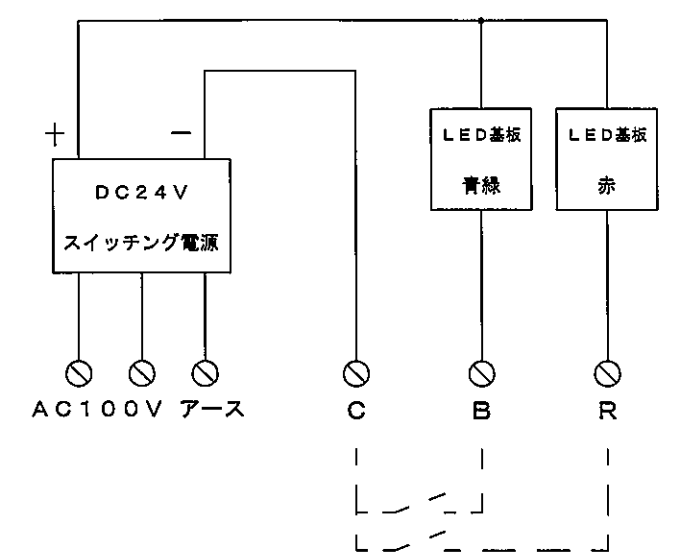 + −
LED基板 LED基板
青緑 赤
DC24V
スイッチング電源
AC100V アース C B R